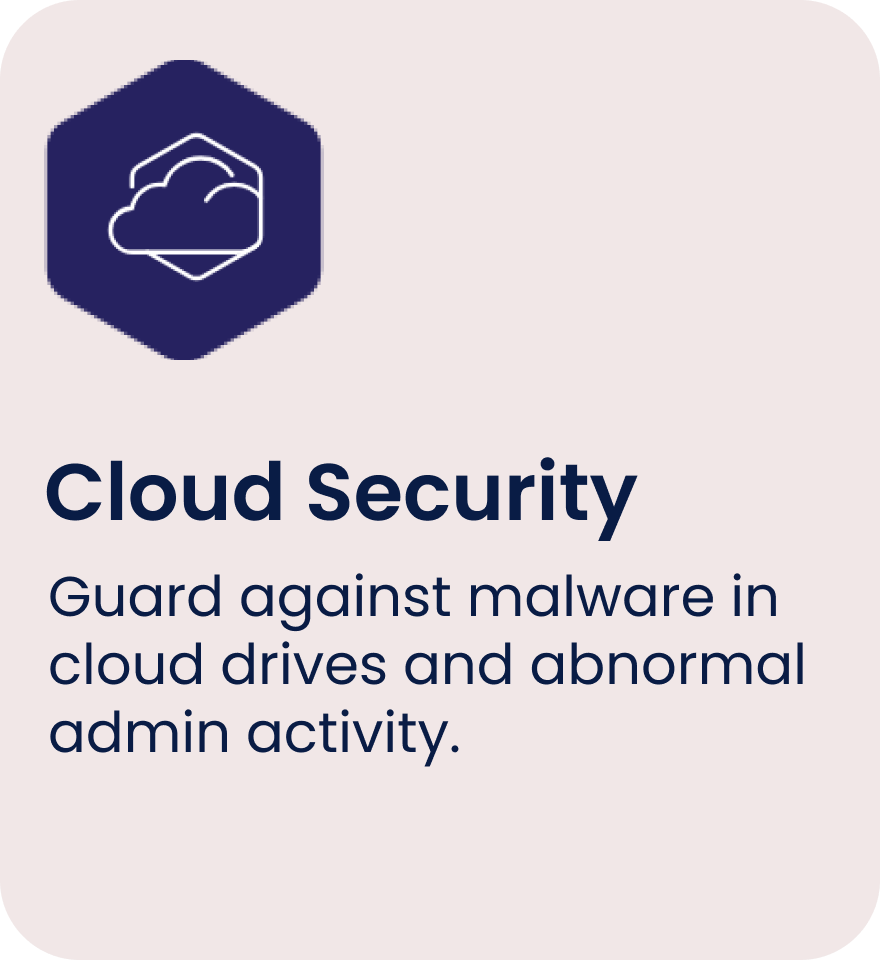 Cloud Security
Guard against malware in
cloud drives and abnormal
admin activity.